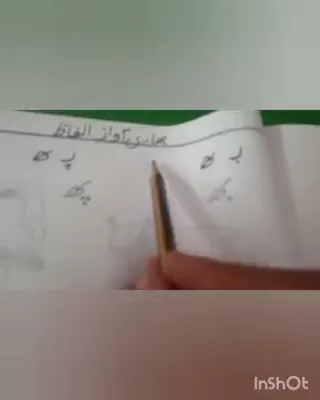 بھاری آواز الفاظ
ب ھ پ ھ
بھ پھ
InShOt